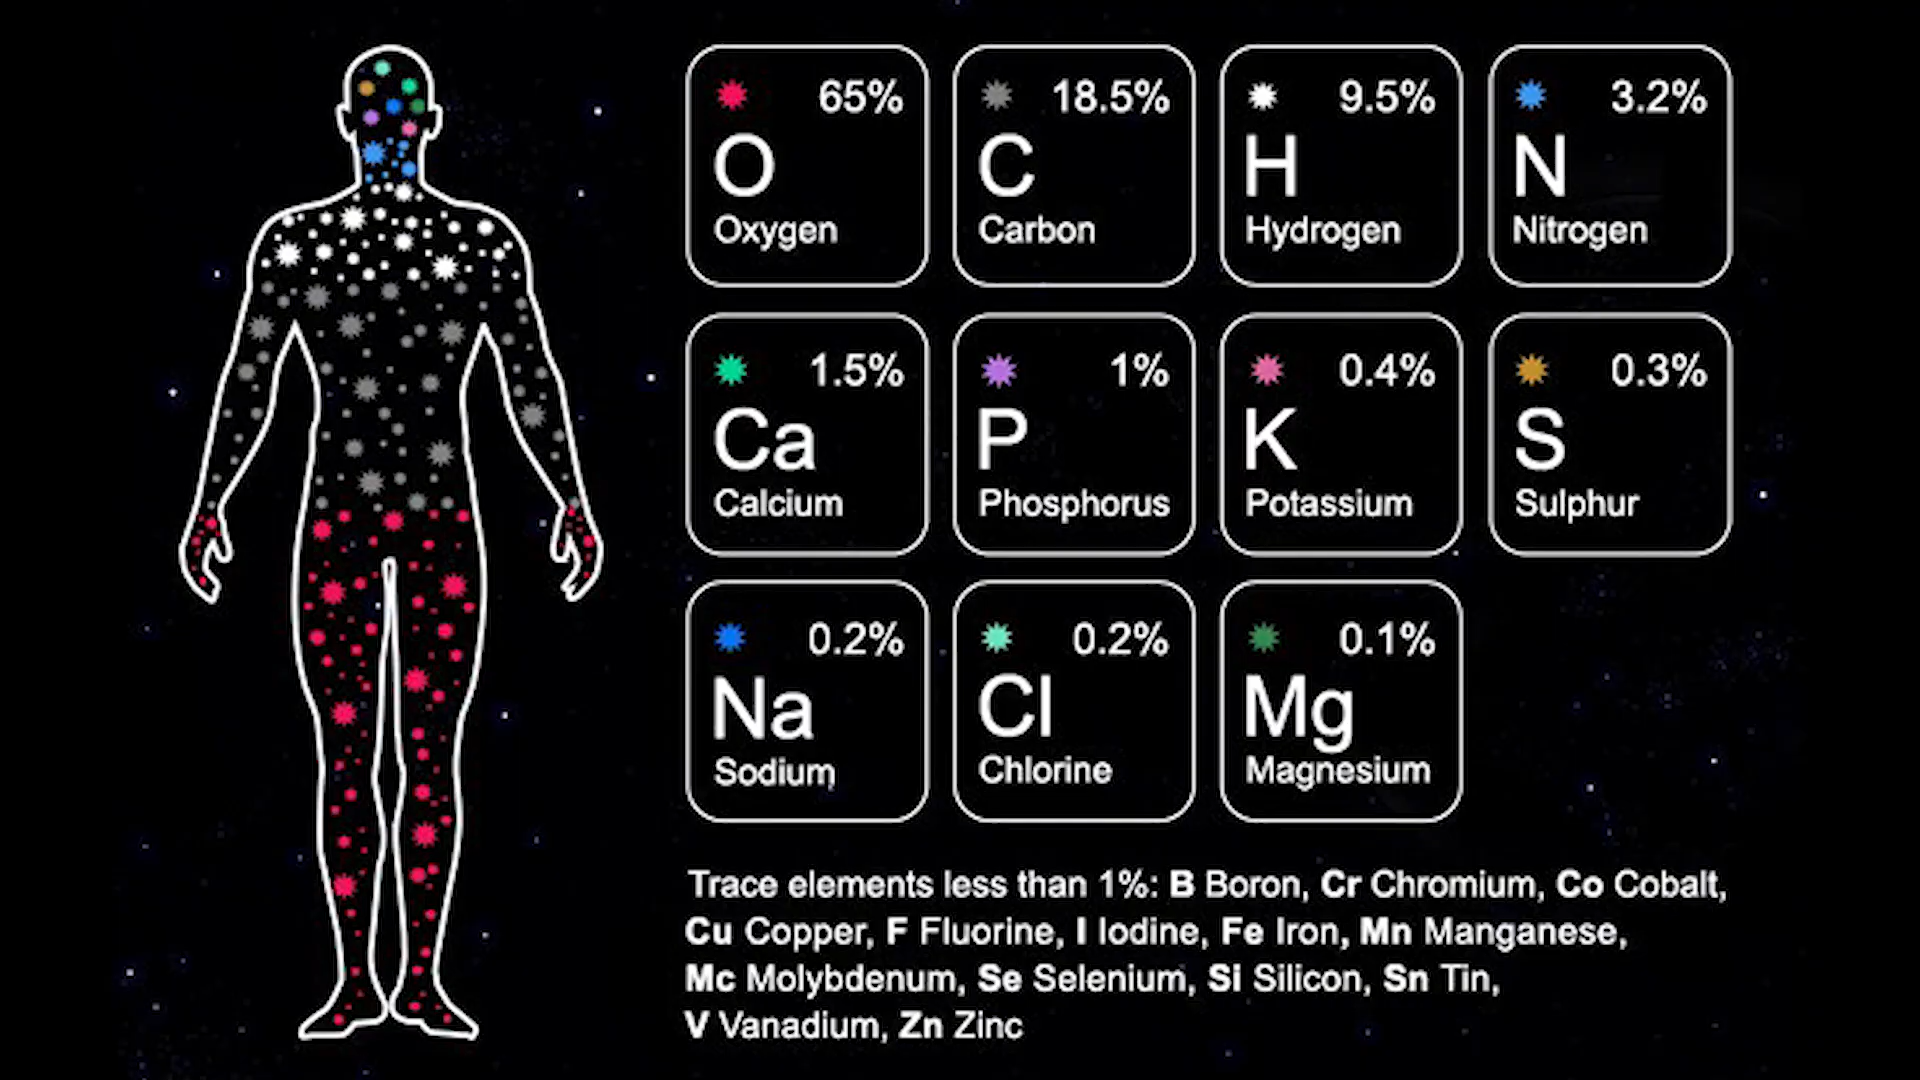 65%
O
Oxygen
18.5%
C
Carbon
9.5%
H
Hydrogen
3.2%
N
Nitrogen
1.5%
Ca
Calcium
1%
P
Phosphorus
0.4%
K
Potassium
0.3%
S
Sulphur
0.2%
Na
Sodium
0.2%
Cl
Chlorine
0.1%
Mg
Magnesium
Trace elements less than 1%: B Boron, Cr Chromium, Co Cobalt,
Cu Copper, F Fluorine, I Iodine, Fe Iron, Mn Manganese,
Mc Molybdenum, Se Selenium, Si Silicon, Sn Tin,
V Vanadium, Zn Zinc